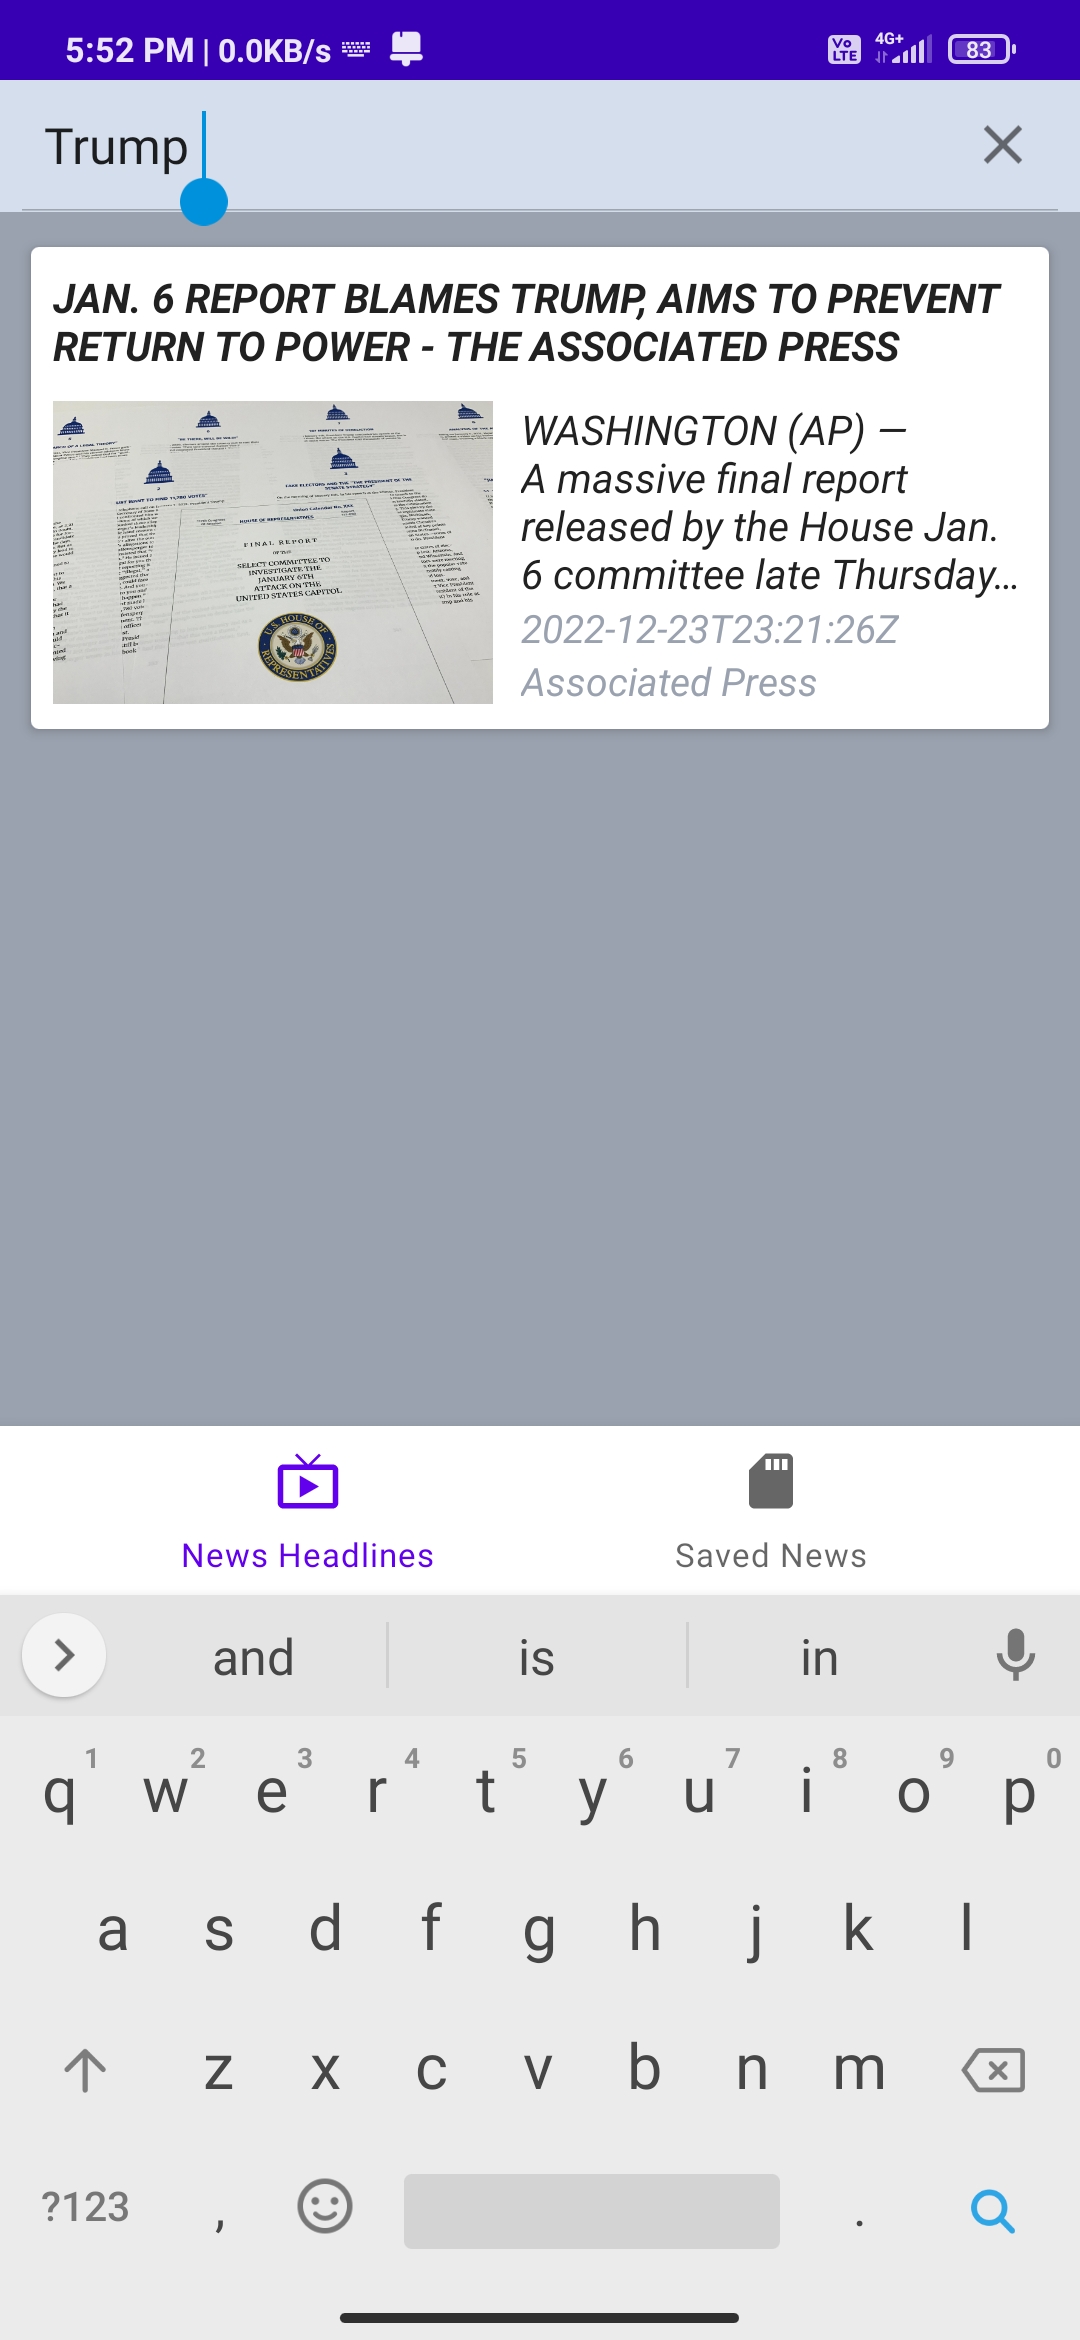 5:52 PM | 0.0KB/s
Vo LTE 4G+ 83
Trump
JAN. 6 REPORT BLAMES TRUMP, AIMS TO PREVENT
RETURN TO POWER - THE ASSOCIATED PRESS
WASHINGTON (AP) —
A massive final report
released by the House Jan.
6 committee late Thursday...
2022-12-23T23:21:26Z
Associated Press
FINAL REPORT
OF THE
SELECT COMMITTEE TO
INVESTIGATE THE
JANUARY 6TH
ATTACK ON THE
UNITED STATES CAPITOL
U.S. HOUSE OF
REPRESENTATIVES
News Headlines
Saved News
and is in
1 2 3 4 5 6 7 8 9 0
q w e r t y u i o p
a s d f g h j k l
z x c v b n m
?123 , .